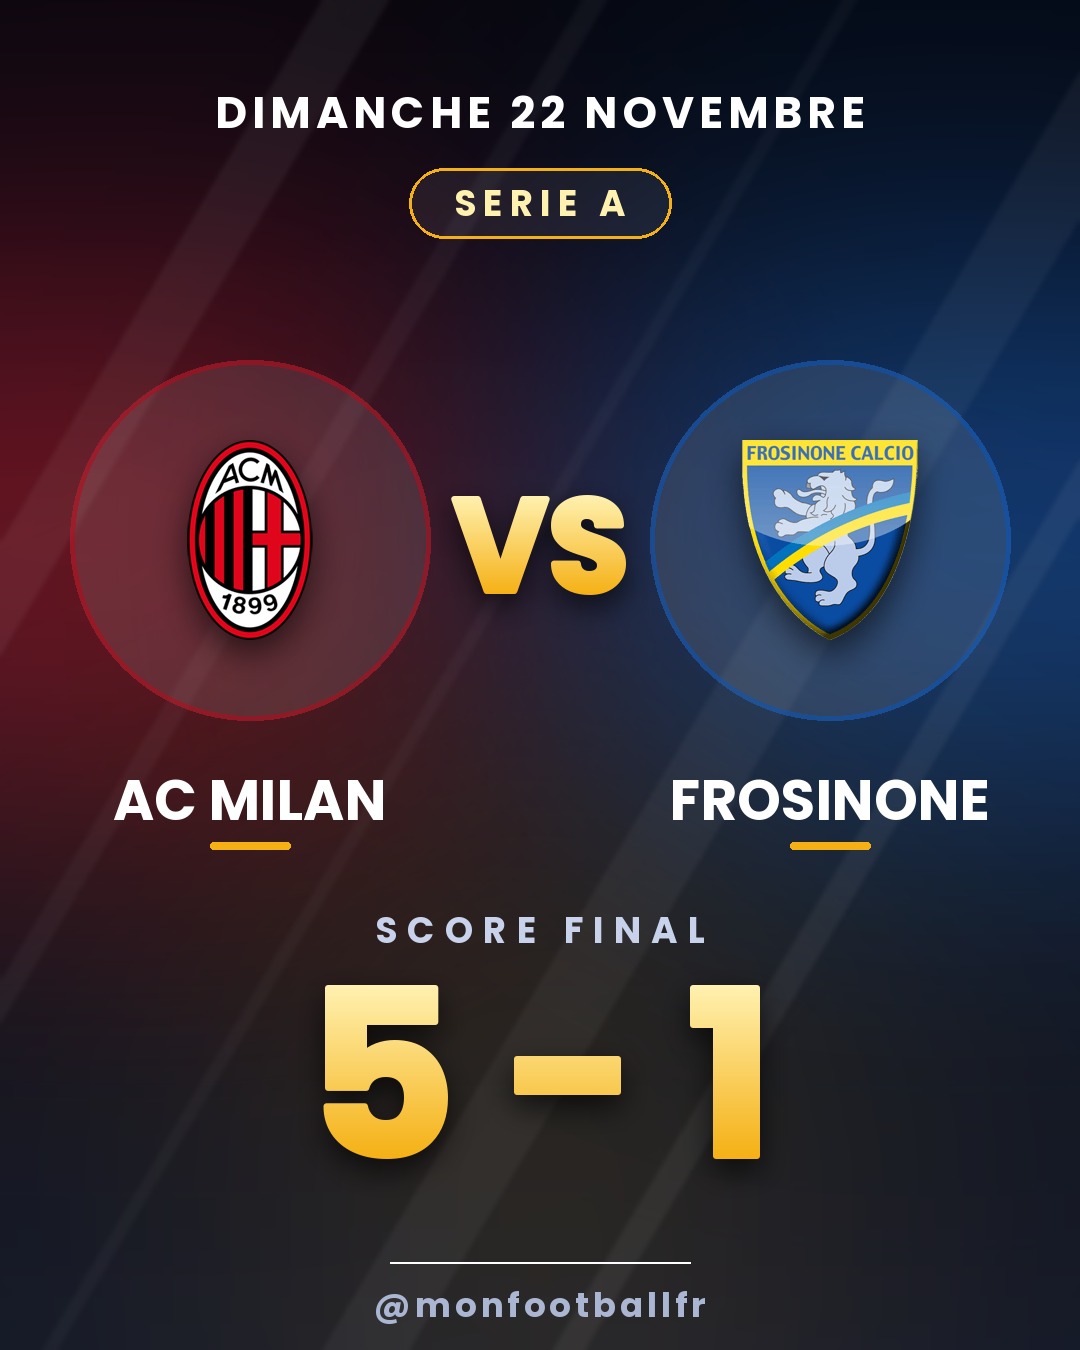 DIMANCHE 22 NOVEMBRE
SERIE A
ACM
1899
VS
FROSINONE CALCIO
AC MILAN
FROSINONE
SCORE FINAL
5 – 1
@monfootballfr